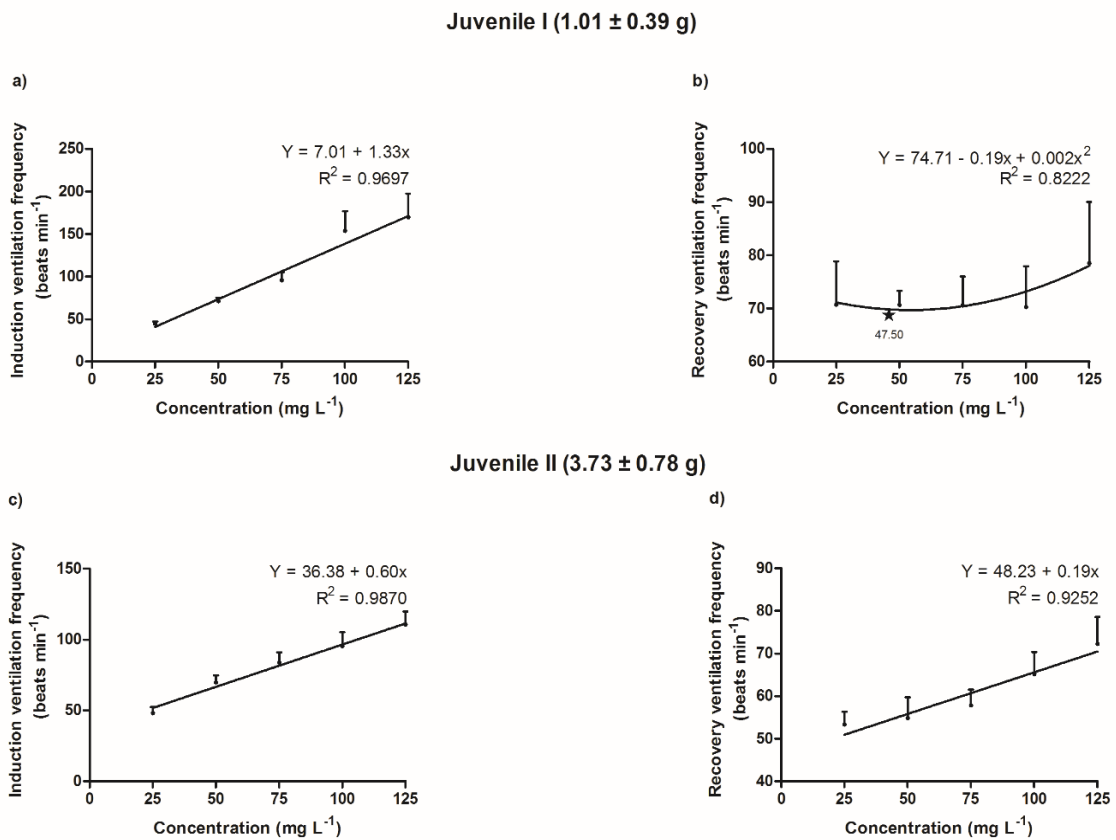 Juvenile I (1.01 ± 0.39 g)
a)
Induction ventilation frequency
(beats min⁻¹)
Y = 7.01 + 1.33x
R² = 0.9697
250
200
150
100
50
0
0 25 50 75 100 125
Concentration (mg L⁻¹)
b)
Recovery ventilation frequency
(beats min⁻¹)
Y = 74.71 - 0.19x + 0.002x²
R² = 0.8222
100
90
80
70
60
47.50
0 25 50 75 100 125
Concentration (mg L⁻¹)
Juvenile II (3.73 ± 0.78 g)
c)
Induction ventilation frequency
(beats min⁻¹)
Y = 36.38 + 0.60x
R² = 0.9870
150
100
50
0
0 25 50 75 100 125
Concentration (mg L⁻¹)
d)
Recovery ventilation frequency
(beats min⁻¹)
Y = 48.23 + 0.19x
R² = 0.9252
90
80
70
60
50
40
0 25 50 75 100 125
Concentration (mg L⁻¹)